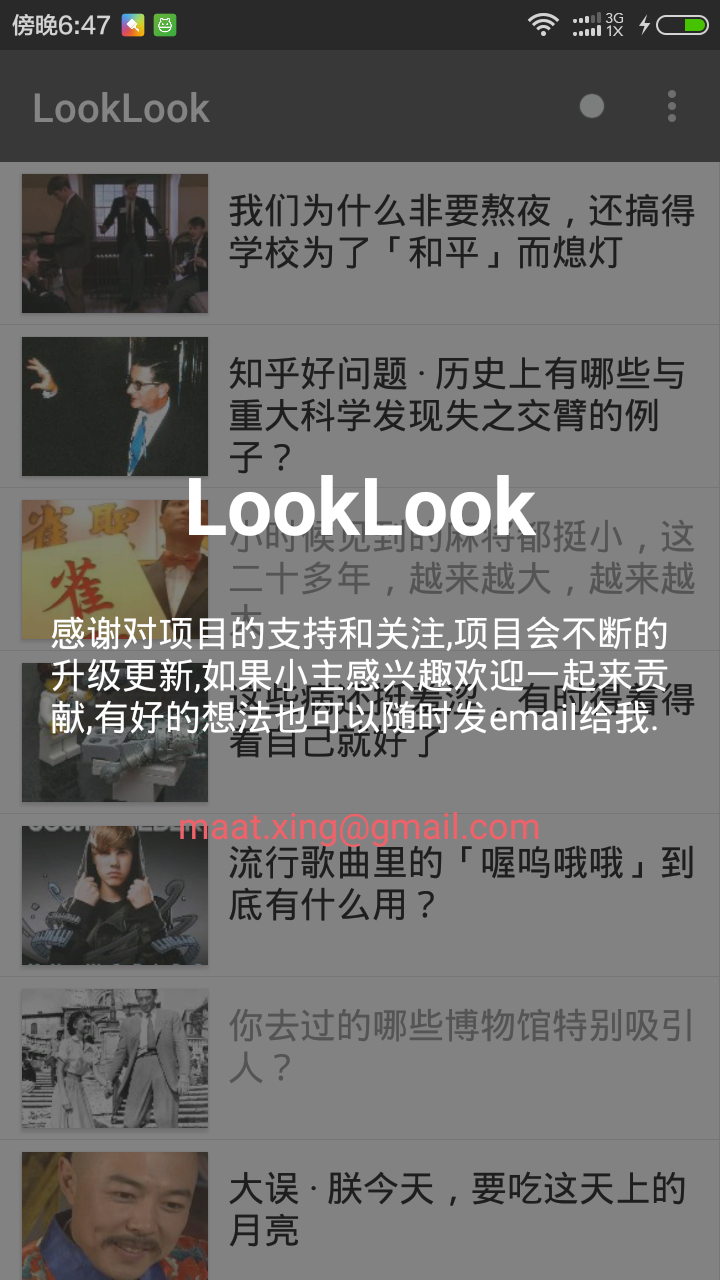 傍晚6:47
3G
1X
LookLook
我们为什么非要熬夜，还搞得
学校为了「和平」而熄灯
知乎好问题 · 历史上有哪些与
重大科学发现失之交臂的例
子？
LookLook
小时候见到的麻将都挺小，这
二十多年，越来越大，越来越
大
雀聖
雀
感谢对项目的支持和关注,项目会不断的
升级更新,如果小主感兴趣欢迎一起来贡
献,有好的想法也可以随时发email给我.
有时候看得
看自己就好了
maat.xing@gmail.com
流行歌曲里的「喔呜哦哦」到
底有什么用？
你去过的哪些博物馆特别吸引
人？
大误 · 朕今天，要吃这天上的
月亮